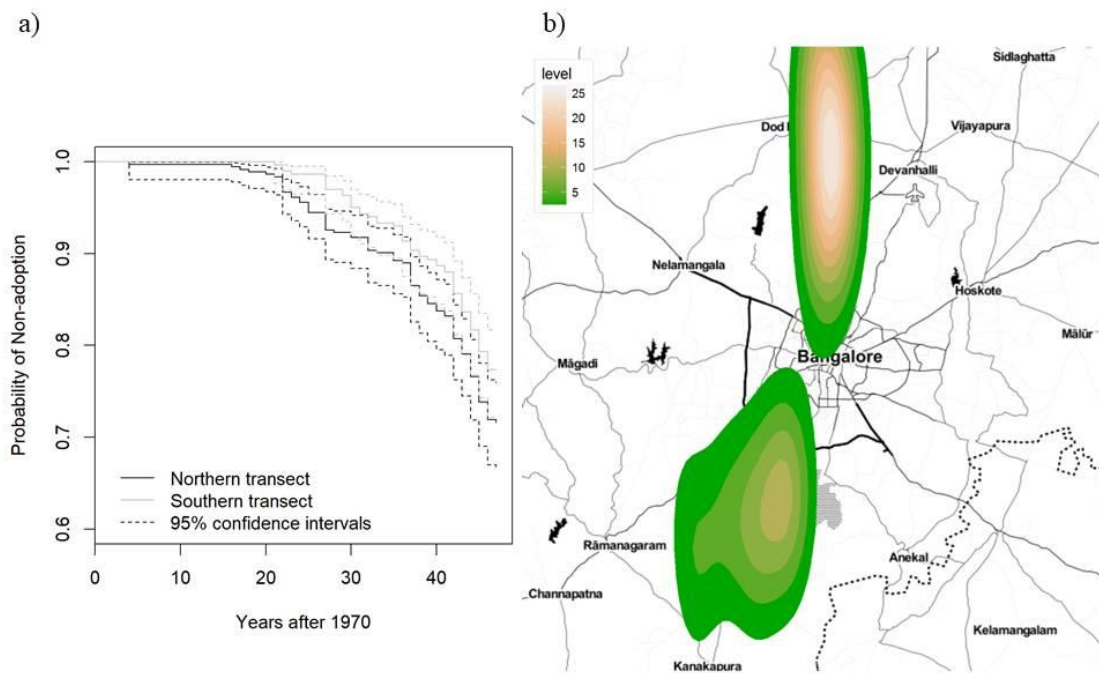 a)
Probability of Non-adoption
1.0
0.9
0.8
0.7
0.6
Northern transect
Southern transect
95% confidence intervals
0 10 20 30 40
Years after 1970
b)
level
25
20
15
10
5
Sidlaghatta
Dod
Vijayapura
Devanhalli
Nelamangala
Hoskote
Mālūr
Māgadi
Bangalore
Rāmanagaram
Anekal
Channapatna
Kelamangalam
Kanakapura